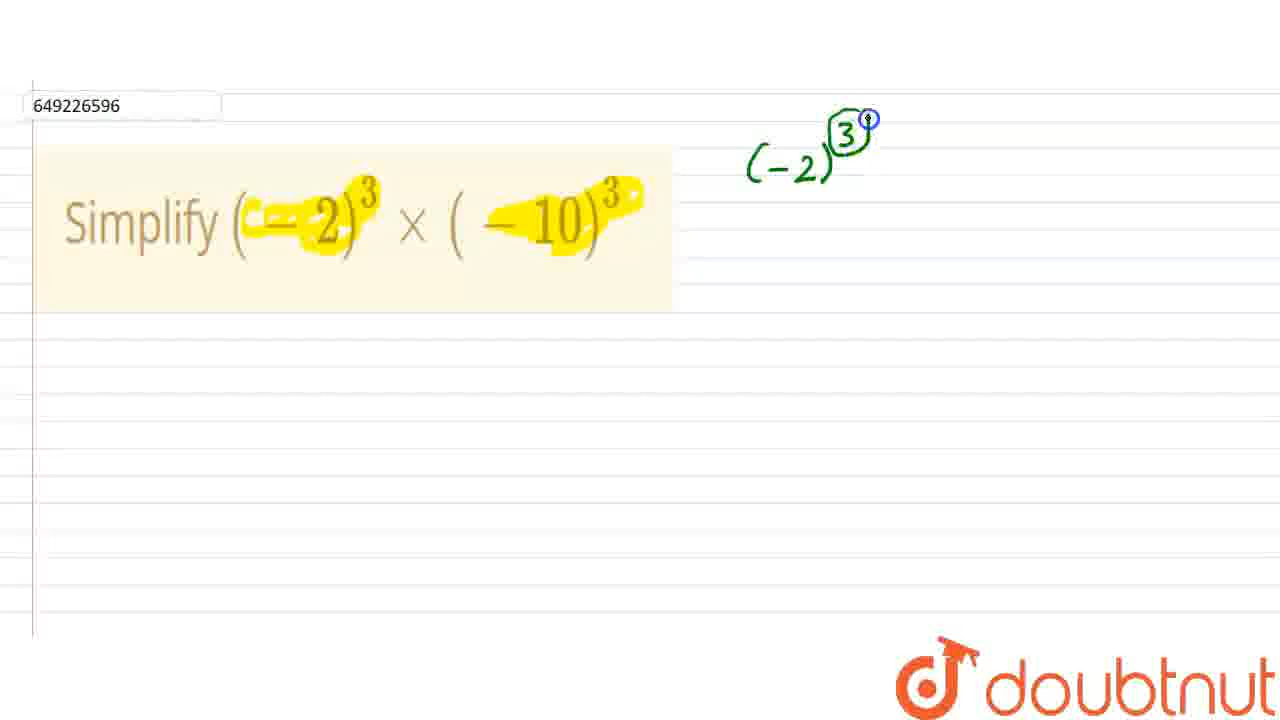 649226596
(-2)³
Simplify (-2)³ × (-10)³
doubtnut